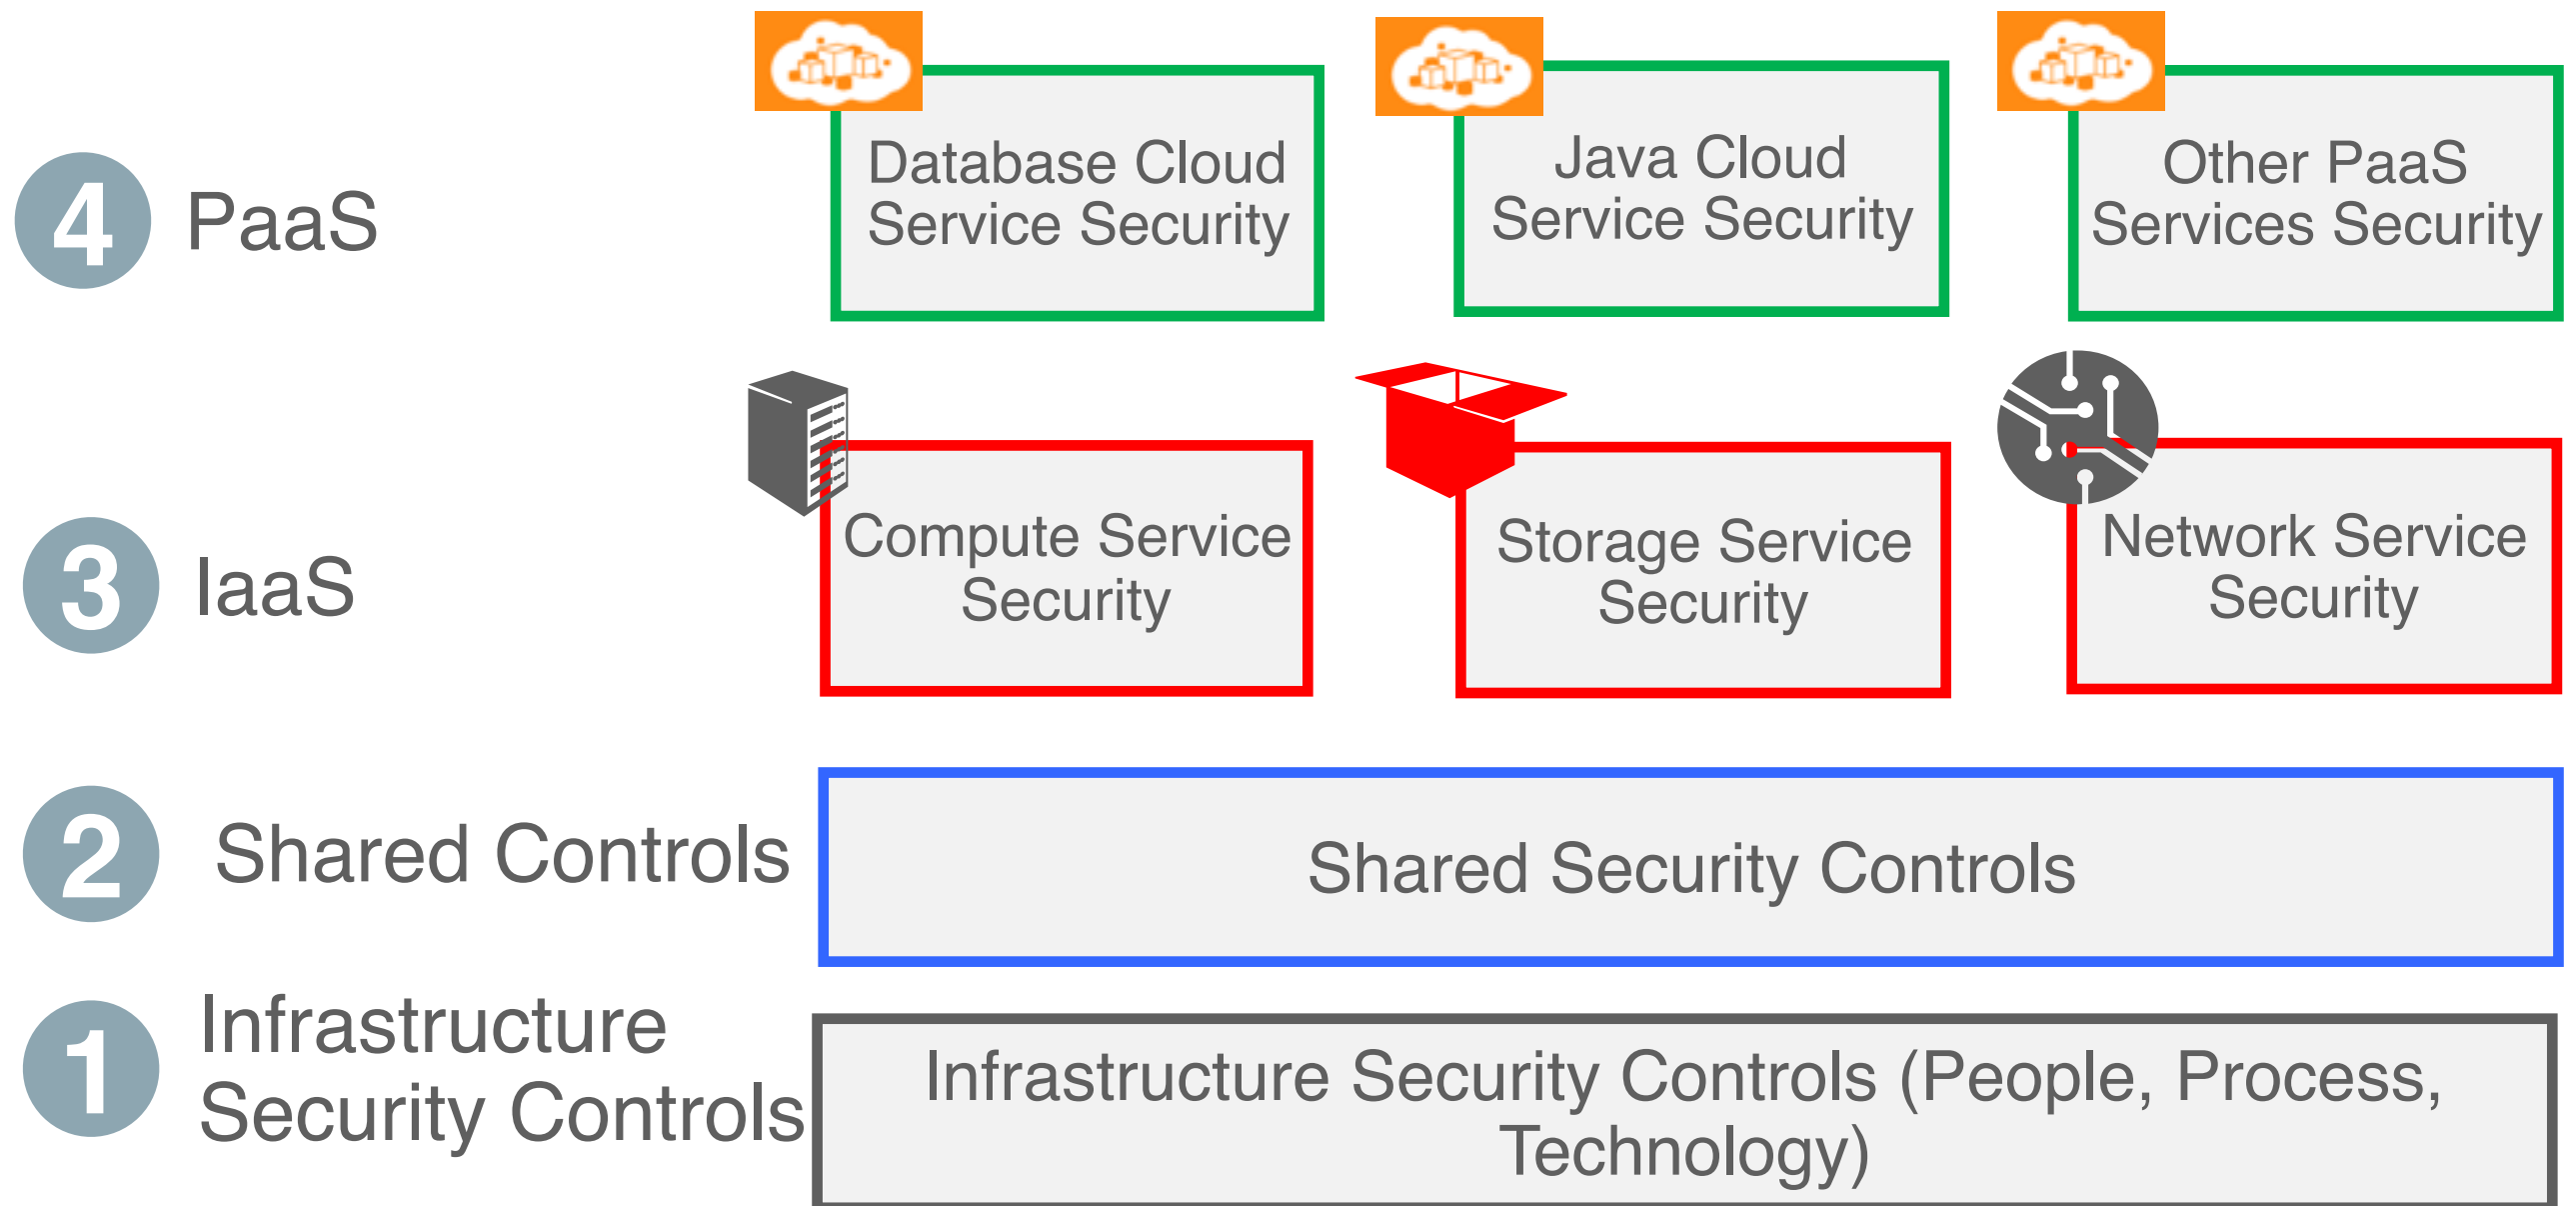 4
PaaS
Database Cloud
Service Security
Java Cloud
Service Security
Other PaaS
Services Security
3
IaaS
Compute Service
Security
Storage Service
Security
Network Service
Security
2
Shared Controls
Shared Security Controls
1
Infrastructure
Security Controls
Infrastructure Security Controls (People, Process,
Technology)